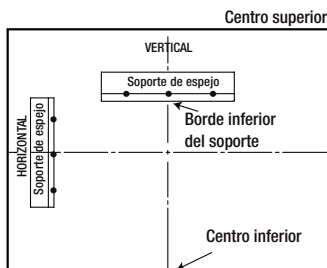 Centro superior
VERTICAL
Soporte de espejo
Borde inferior
del soporte
HORIZONTAL
Soporte de espejo
Centro inferior